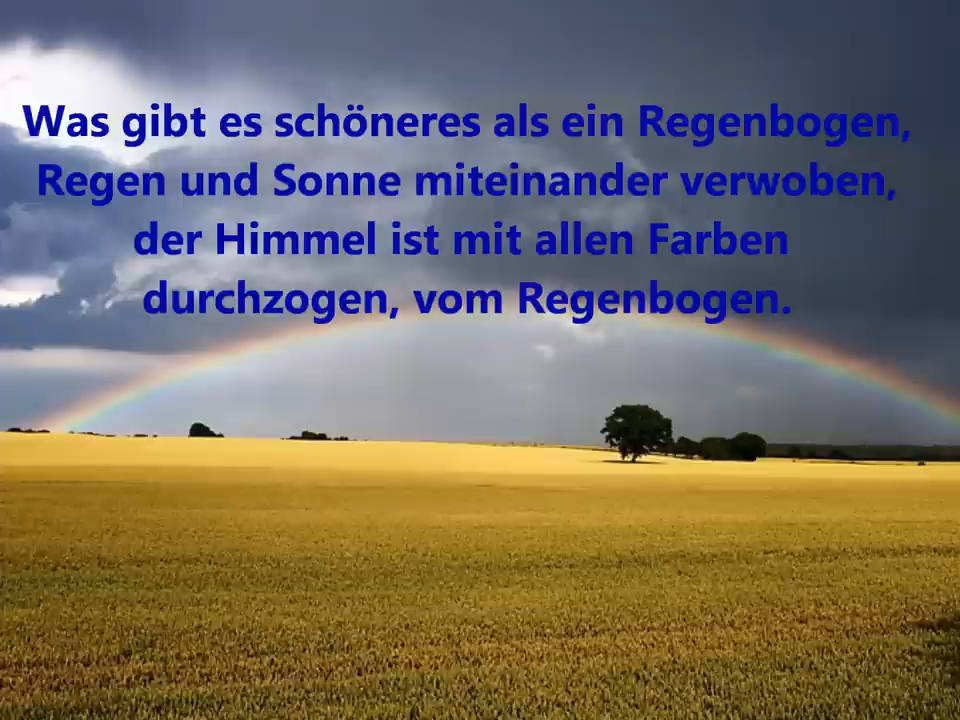 Was gibt es schöneres als ein Regenbogen,
Regen und Sonne miteinander verwoben,
der Himmel ist mit allen Farben
durchzogen, vom Regenbogen.